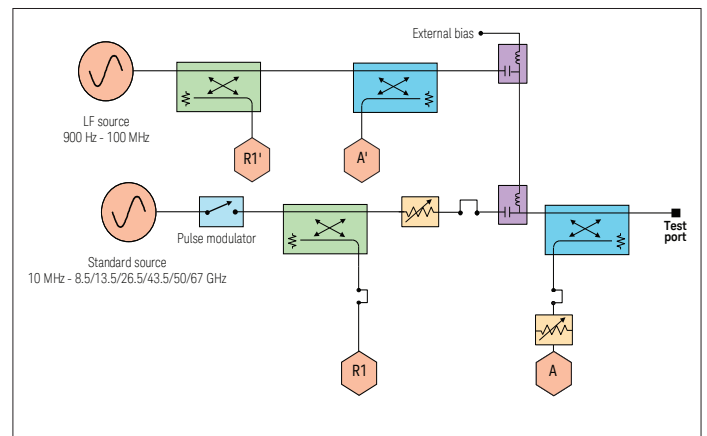 External bias
LF source
900 Hz - 100 MHz
R1'
A'
Pulse modulator
Test
port
Standard source
10 MHz - 8.5/13.5/26.5/43.5/50/67 GHz
R1
A